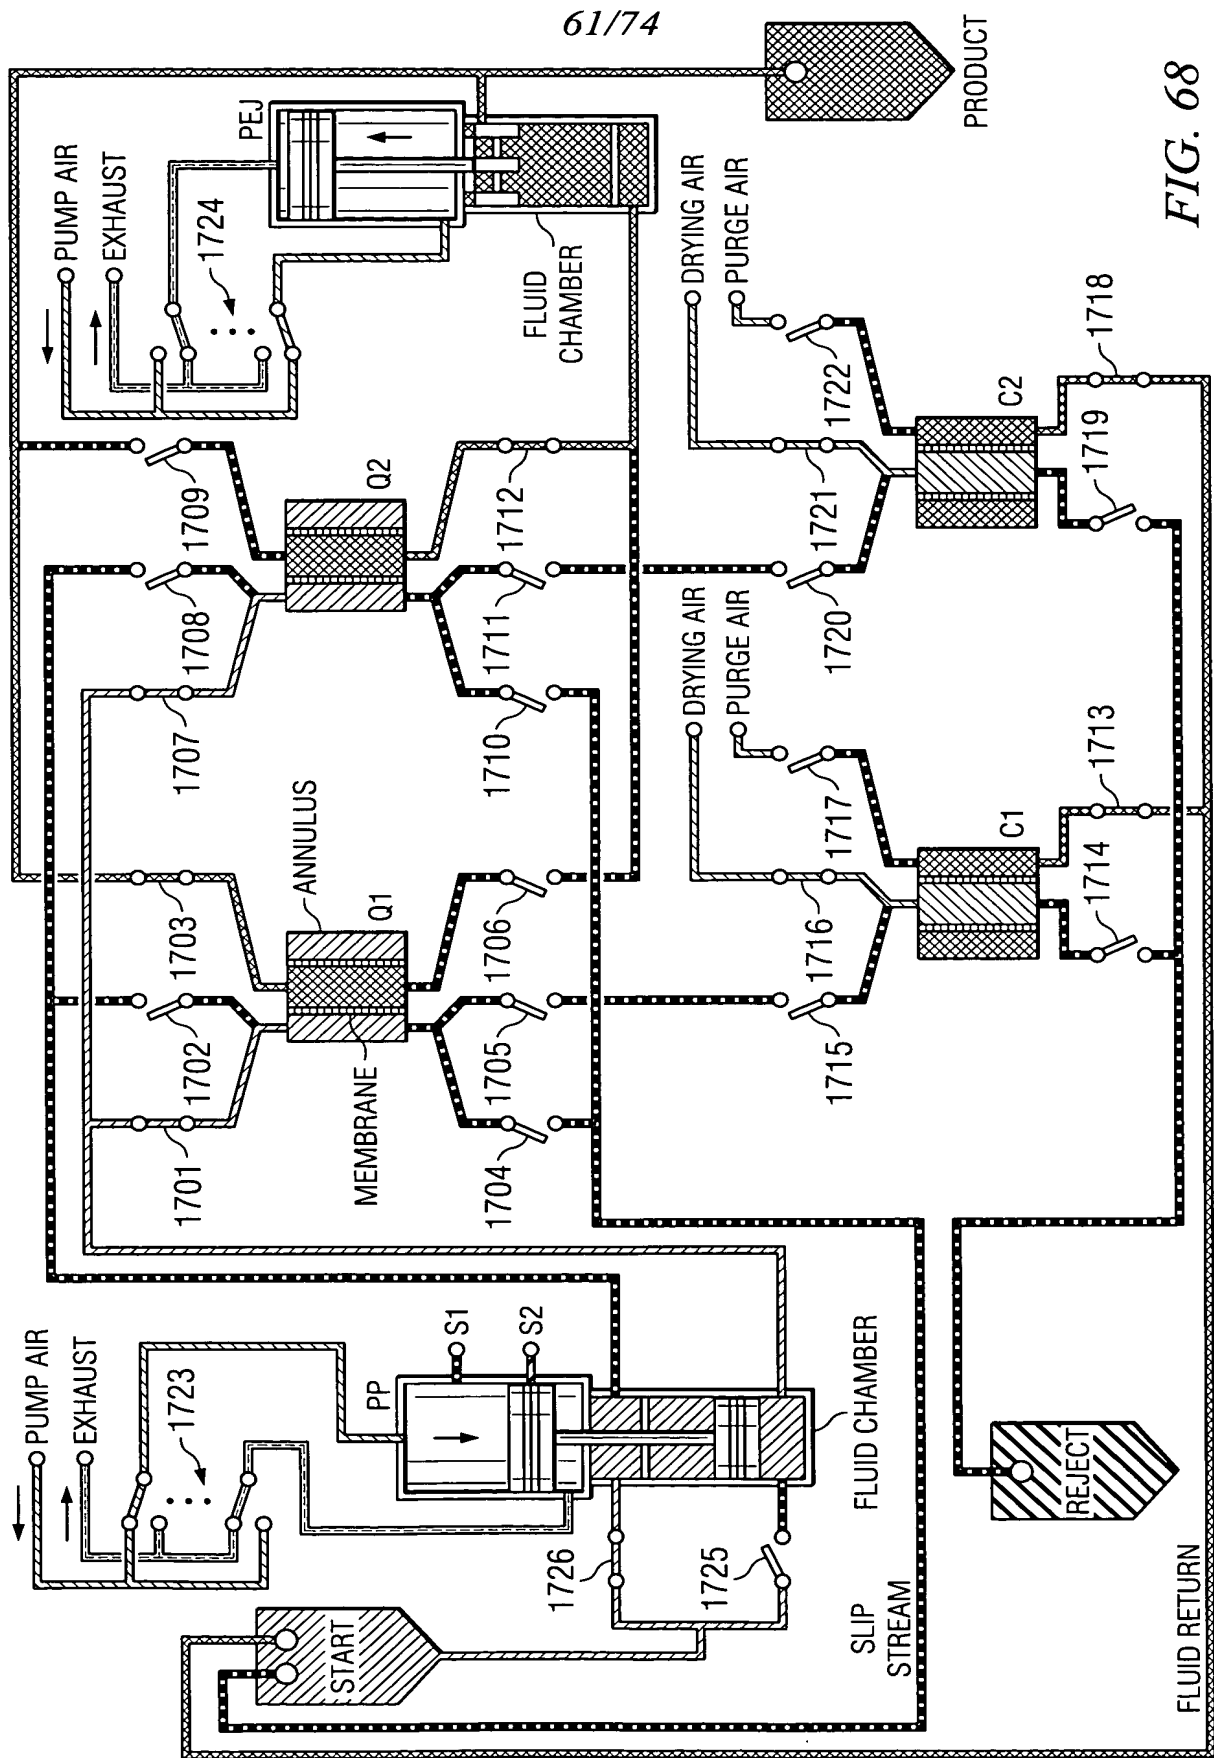 61/74
PUMP AIR
EXHAUST
1724
PEJ
FLUID
CHAMBER
PRODUCT
FIG. 68
1709
1708
1707
Q2
1712
1711
1710
1703
1702
1701
ANNULUS
MEMBRANE
Q1
1706
1705
1704
DRYING AIR
PURGE AIR
1722
1721
1720
C2
1718
1719
DRYING AIR
PURGE AIR
1717
1716
1715
C1
1713
1714
PUMP AIR
EXHAUST
1723
PP
S1
S2
FLUID CHAMBER
1726
1725
START
SLIP
STREAM
REJECT
FLUID RETURN